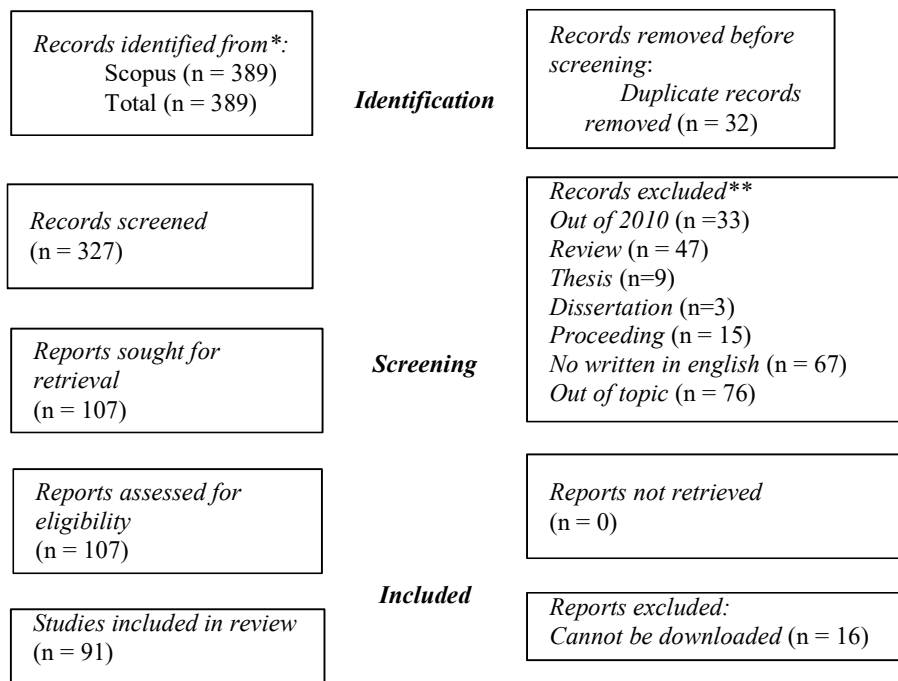 Records identified from*:
Scopus (n = 389)
Total (n = 389)
Identification
Records removed before
screening:
Duplicate records
removed (n = 32)
Records screened
(n = 327)
Records excluded**
Out of 2010 (n =33)
Review (n = 47)
Thesis (n=9)
Dissertation (n=3)
Proceeding (n = 15)
No written in english (n = 67)
Out of topic (n = 76)
Reports sought for
retrieval
(n = 107)
Screening
Reports assessed for
eligibility
(n = 107)
Reports not retrieved
(n = 0)
Included
Studies included in review
(n = 91)
Reports excluded:
Cannot be downloaded (n = 16)